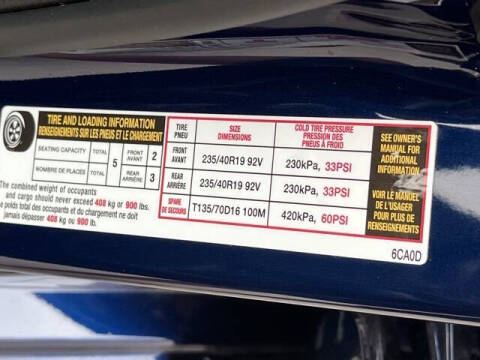 TIRE AND LOADING INFORMATION
RENSEIGNEMENTS SUR LES PNEUS ET LE CHARGEMENT
SEATING CAPACITY TOTAL 5 FRONT AVANT 2
NOMBRE DE PLACES TOTAL REAR ARRIÈRE 3
The combined weight of occupants
and cargo should never exceed 408 kg or 900 lbs.
le poids total des occupants et du chargement ne doit
jamais dépasser 408 kg ou 900 lb.
TIRE PNEU SIZE DIMENSIONS COLD TIRE PRESSURE PRESSION DES PNEUS À FROID
FRONT AVANT 235/40R19 92V 230kPa, 33PSI
REAR ARRIÈRE 235/40R19 92V 230kPa, 33PSI
SPARE DE SECOURS T135/70D16 100M 420kPa, 60PSI
SEE OWNER'S
MANUAL FOR
ADDITIONAL
INFORMATION
VOIR LE MANUEL
DE L'USAGER
POUR PLUS DE
RENSEIGNEMENTS
6CA0D